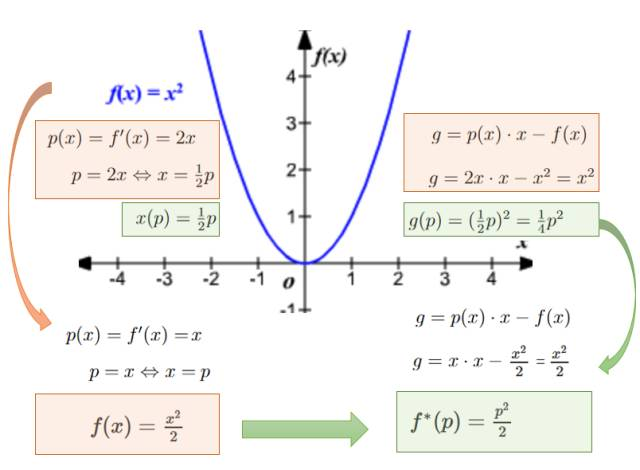 f(x)
f(x) = x²
p(x) = f′(x) = 2x
p = 2x ⇔ x = ½p
x(p) = ½p
g = p(x) · x − f(x)
g = 2x · x − x² = x²
g(p) = (½p)² = ¼p²
4
3
2
1
-1
x
-4 -3 -2 -1 0 1 2 3 4
p(x) = f′(x) = x
p = x ⇔ x = p
f(x) = x²/2
g = p(x) · x − f(x)
g = x · x − x²/2 = x²/2
f*(p) = p²/2